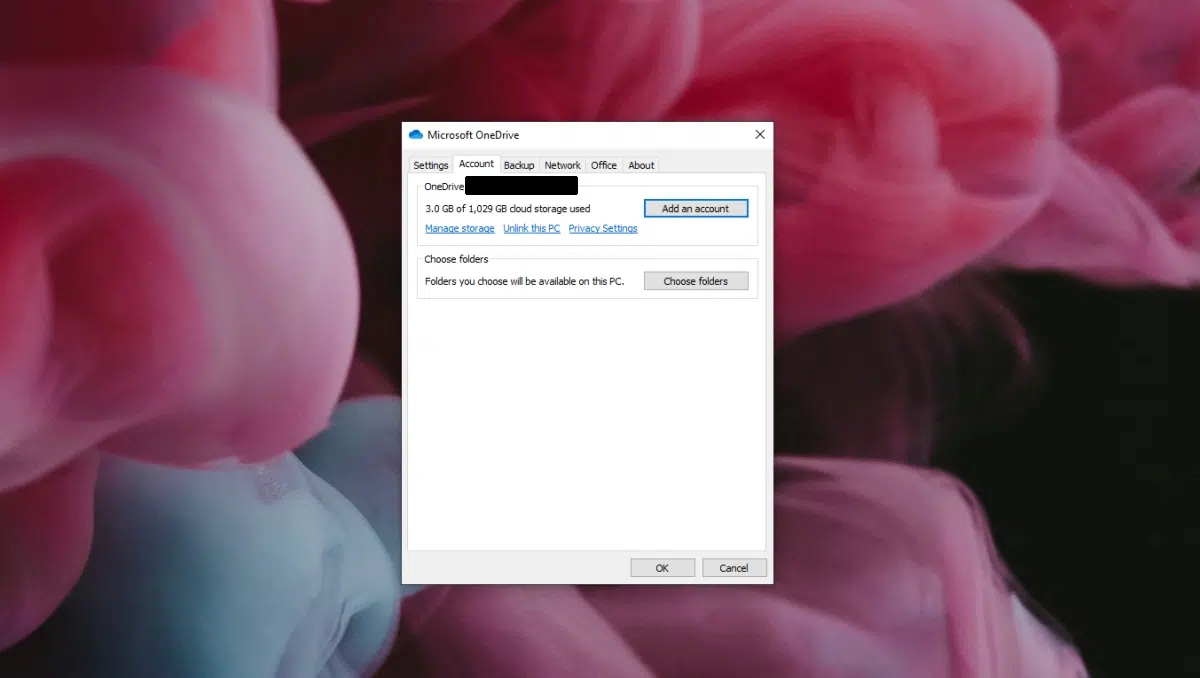 Microsoft OneDrive
Settings Account Backup Network Office About
OneDrive
3.0 GB of 1,029 GB cloud storage used Add an account
Manage storage Unlink this PC Privacy Settings
Choose folders
Folders you choose will be available on this PC. Choose folders
OK Cancel